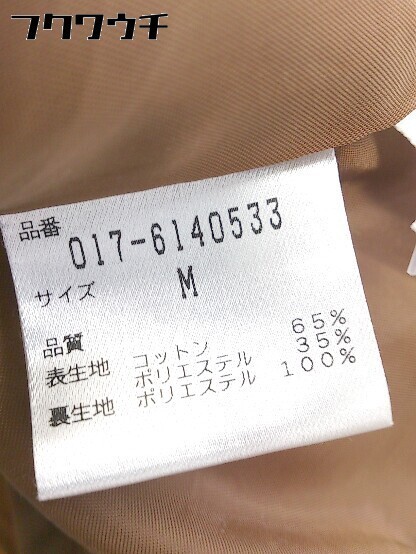 フクワウチ
品番
017-6140533
サイズ M
品質
表生地 コットン 65%
ポリエステル 35%
裏生地 ポリエステル 100%